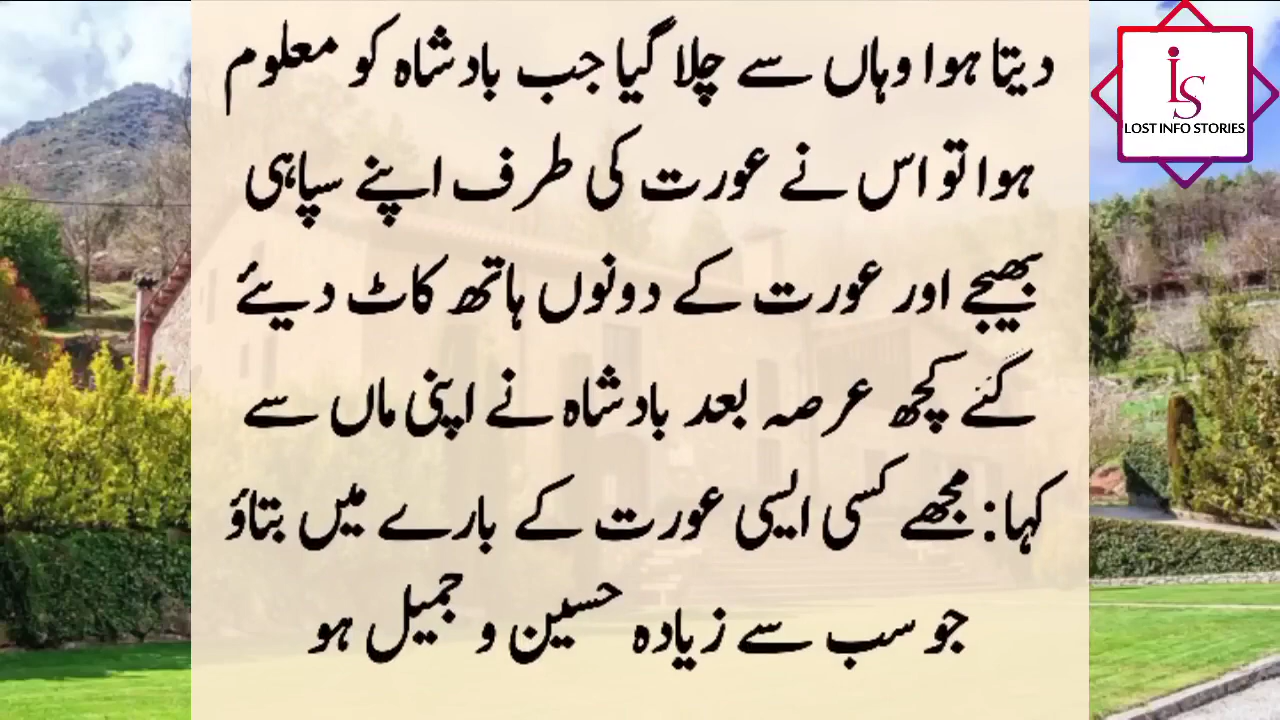 دیتا ہوا وہاں سے چلا گیا جب بادشاہ کو معلوم
ہوا تو اس نے عورت کی طرف اپنے سپاہی
بھیجے اور عورت کے دونوں ہاتھ کاٹ دیئے
گئے کچھ عرصہ بعد بادشاہ نے اپنی ماں سے
کہا: مجھے کسی ایسی عورت کے بارے میں بتاؤ
جو سب سے زیادہ حسین و جمیل ہو
LS
LOST INFO STORIES